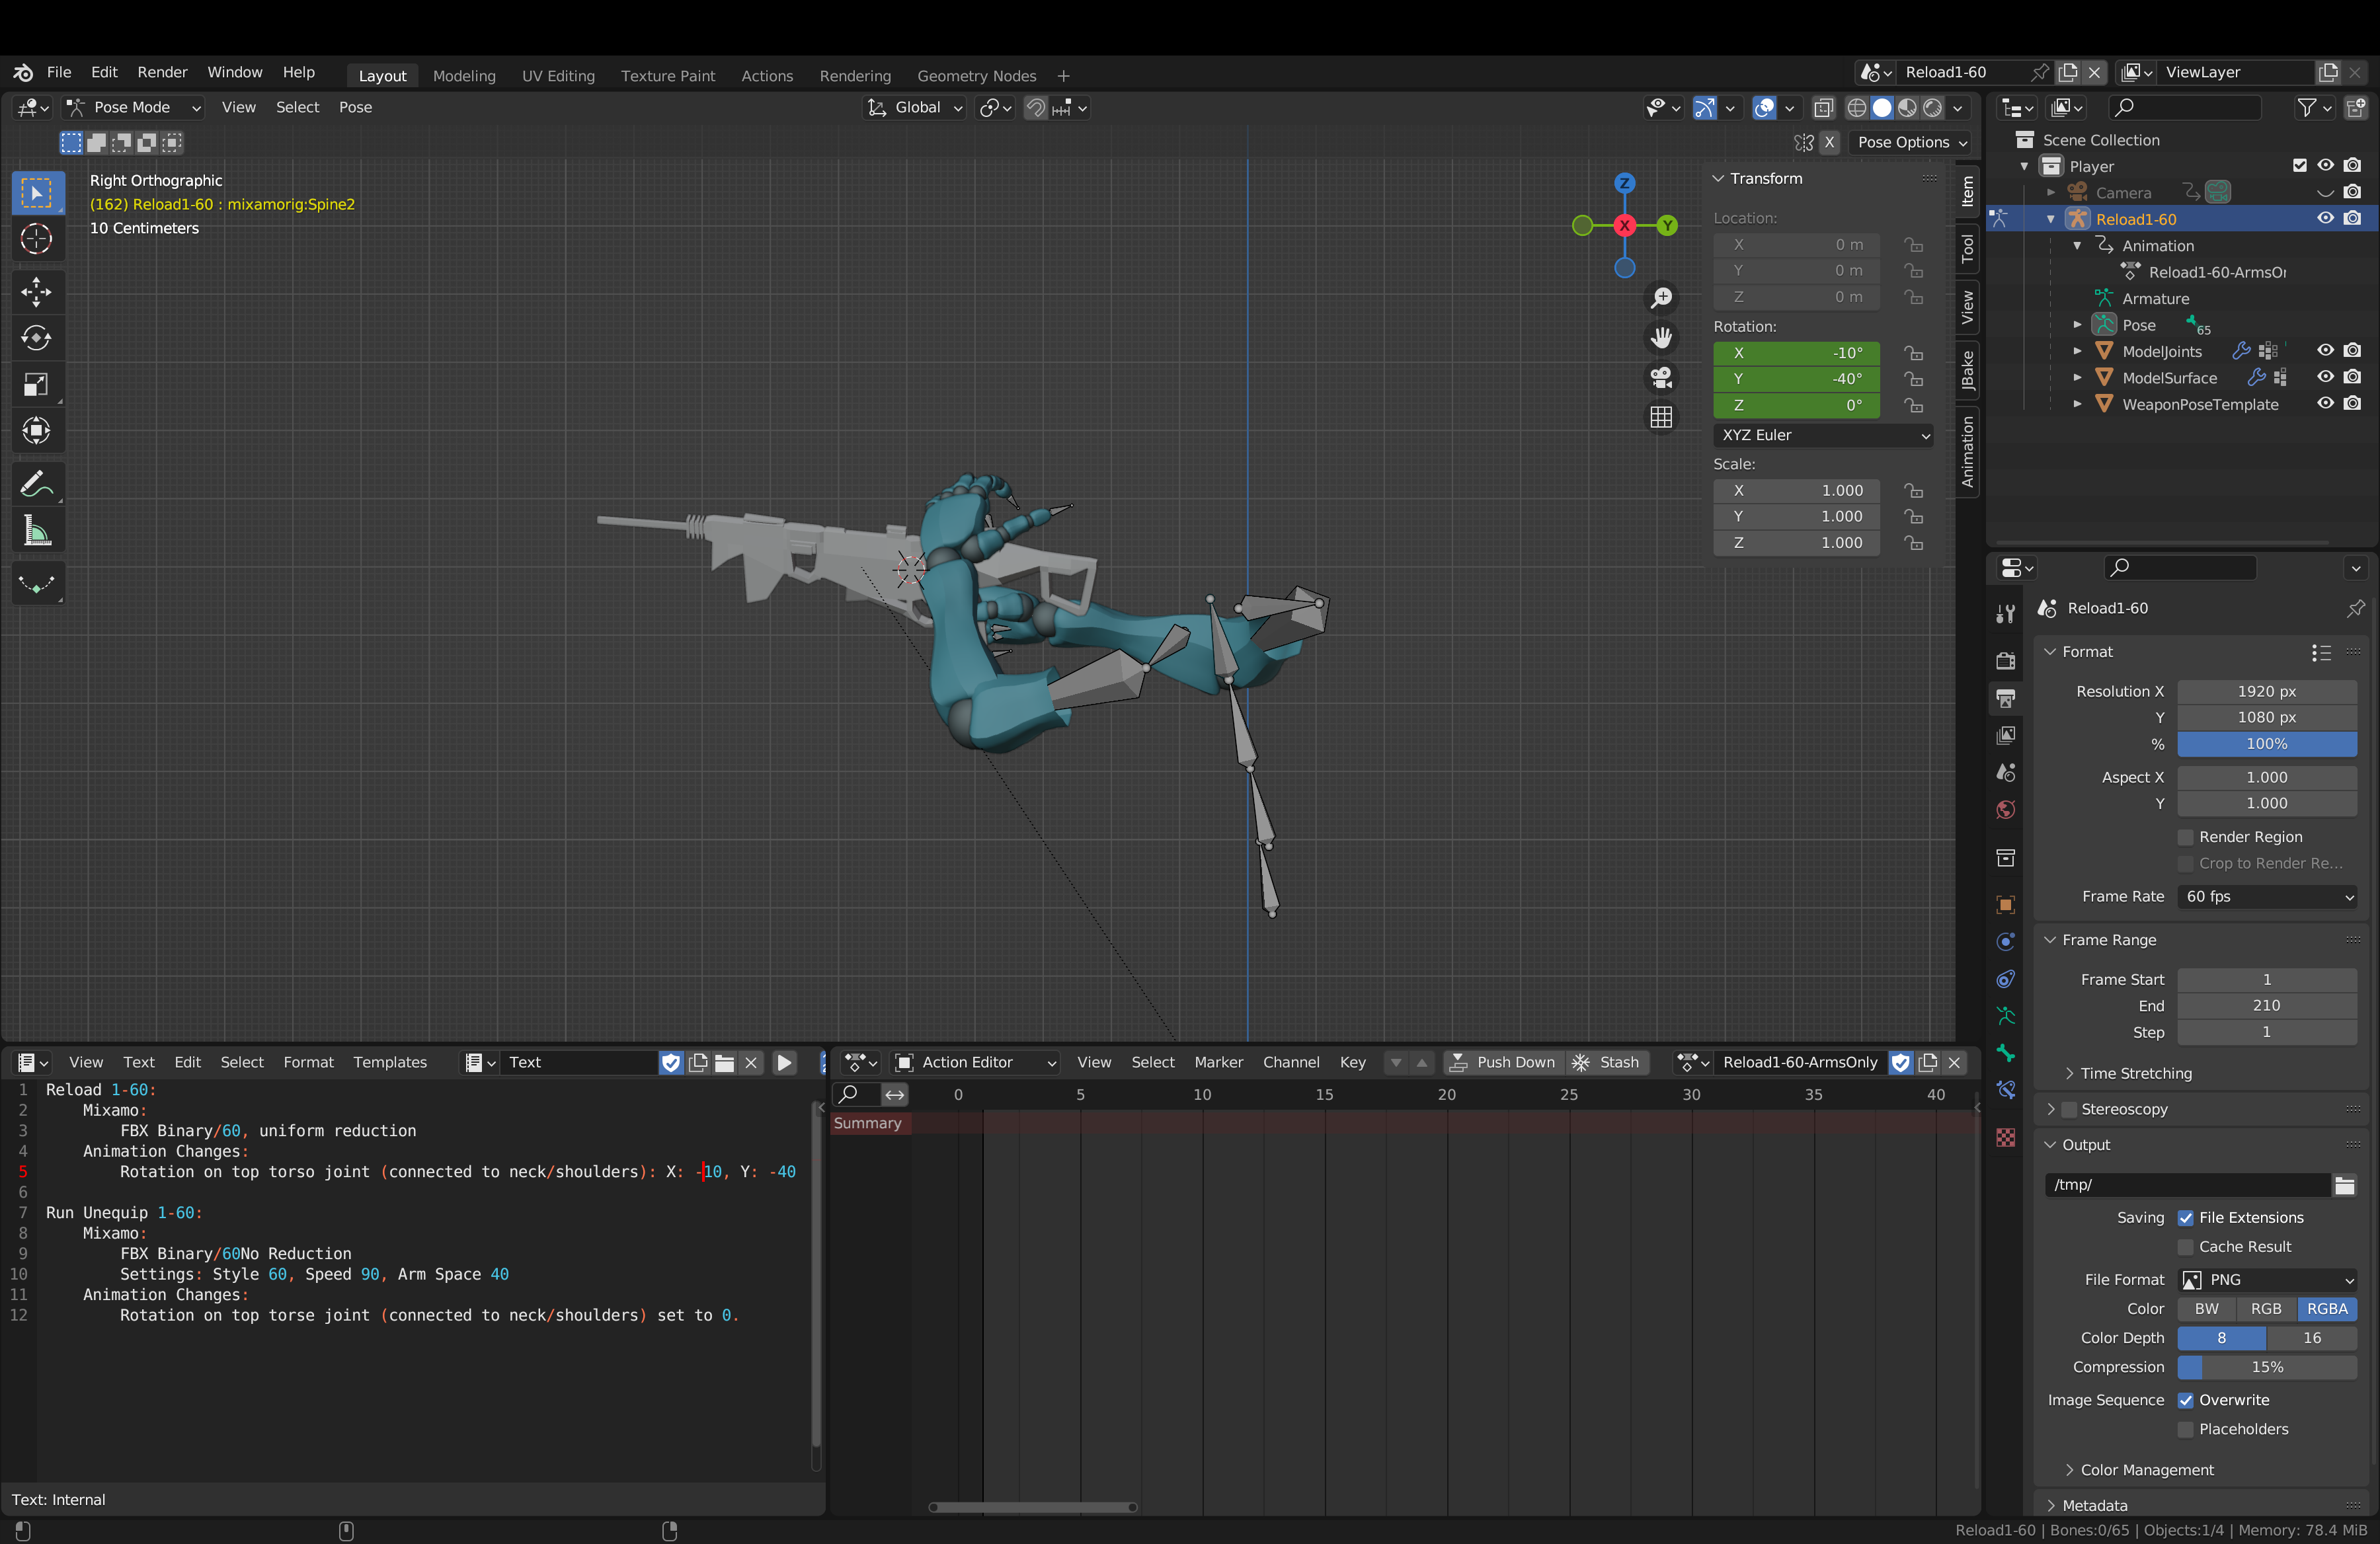 File Edit Render Window Help Layout Modeling UV Editing Texture Paint Actions Rendering Geometry Nodes + Reload1-60 ViewLayer
Pose Mode View Select Pose Global
X Pose Options
Right Orthographic
(162) Reload1-60 : mixamorig:Spine2
10 Centimeters
Z
X
Y
Transform
Location:
X 0 m
Y 0 m
Z 0 m
Rotation:
X -10°
Y -40°
Z 0°
XYZ Euler
Scale:
X 1.000
Y 1.000
Z 1.000
Item
Tool
View
JBake
Animation
Scene Collection
Player
Camera
Reload1-60
Animation
Reload1-60-ArmsOr
Armature
Pose 65
ModelJoints
ModelSurface
WeaponPoseTemplate
Reload1-60
Format
Resolution X 1920 px
Y 1080 px
% 100%
Aspect X 1.000
Y 1.000
Render Region
Crop to Render Re...
Frame Rate 60 fps
Frame Range
Frame Start 1
End 210
Step 1
Time Stretching
Stereoscopy
Output
/tmp/
Saving File Extensions
Cache Result
File Format PNG
Color BW RGB RGBA
Color Depth 8 16
Compression 15%
Image Sequence Overwrite
Placeholders
Color Management
Metadata
View Text Edit Select Format Templates Text
1 Reload 1-60:
2 Mixamo:
3 FBX Binary/60, uniform reduction
4 Animation Changes:
5 Rotation on top torso joint (connected to neck/shoulders): X: -10, Y: -40
6
7 Run Unequip 1-60:
8 Mixamo:
9 FBX Binary/60No Reduction
10 Settings: Style 60, Speed 90, Arm Space 40
11 Animation Changes:
12 Rotation on top torse joint (connected to neck/shoulders) set to 0.
Text: Internal
Action Editor View Select Marker Channel Key Push Down Stash Reload1-60-ArmsOnly
0 5 10 15 20 25 30 35 40
Summary
Reload1-60 | Bones:0/65 | Objects:1/4 | Memory: 78.4 MiB